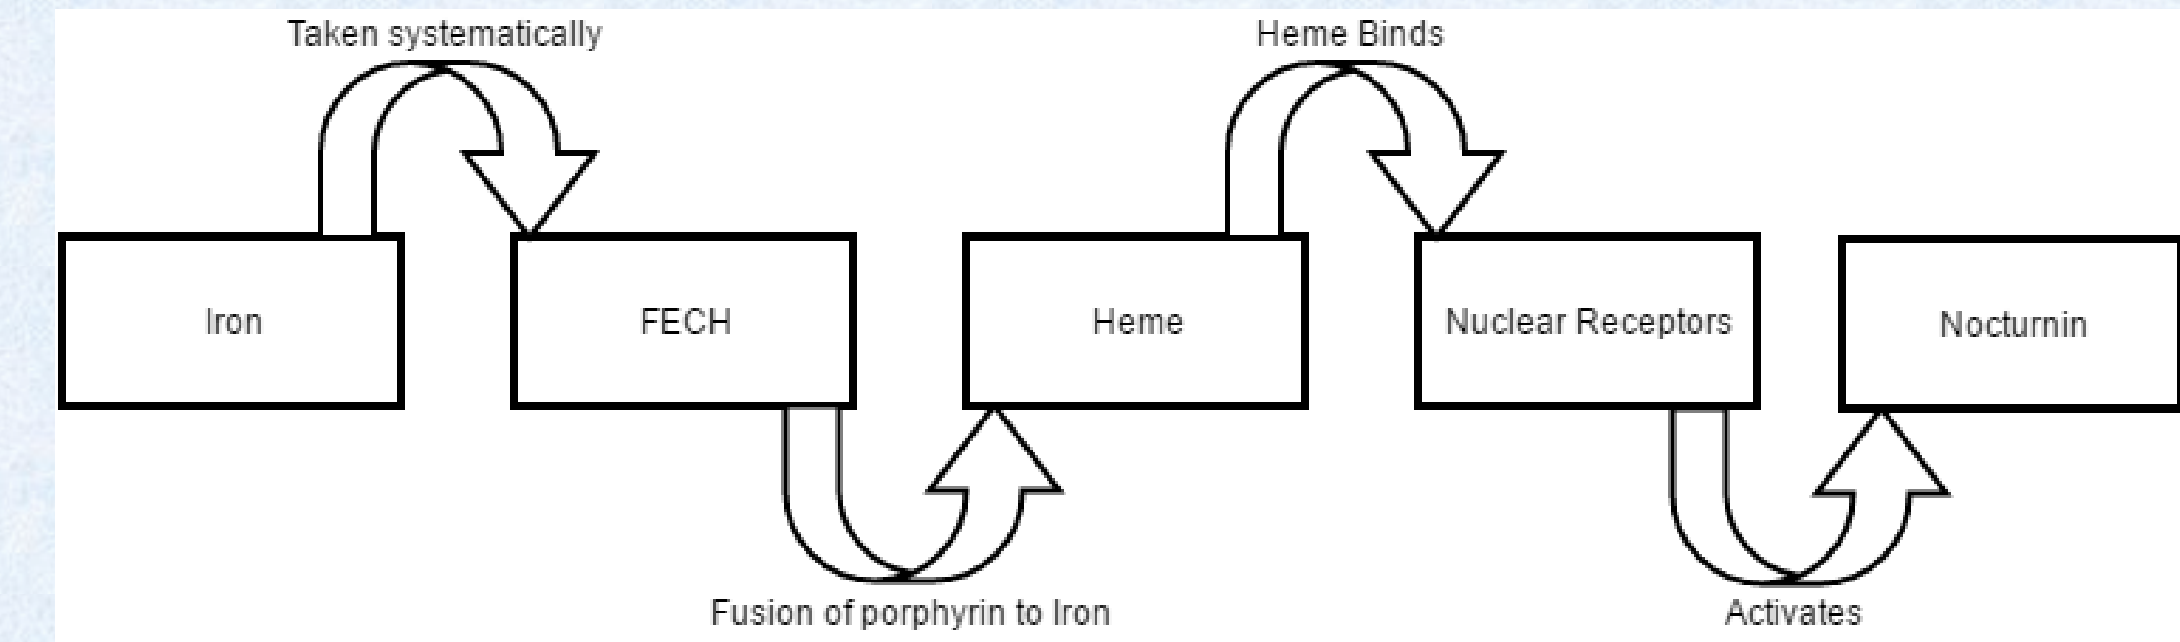 Taken systematically
Heme Binds
Iron
FECH
Heme
Nuclear Receptors
Nocturnin
Fusion of porphyrin to Iron
Activates